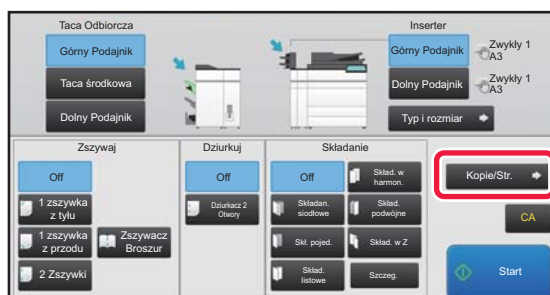 Taca Odbiorcza
Inserter
Górny Podajnik
Górny Podajnik
Zwykły 1
A3
Taca środkowa
Dolny Podajnik
Zwykły 1
A3
Dolny Podajnik
Typ i rozmiar
Zszywaj
Dziurkuj
Składanie
Off
Off
Off
Skład. w
harmon.
Kopie/Str.
1 zszywka
z tyłu
Dziurkacz 2
Otwory
Składan.
siodłowe
Skład.
podwójne
CA
1 zszywka
z przodu
Zszywacz
Broszur
Skł. pojed.
Skład. w Z
2 Zszywki
Skład.
listowe
Szczeg.
Start